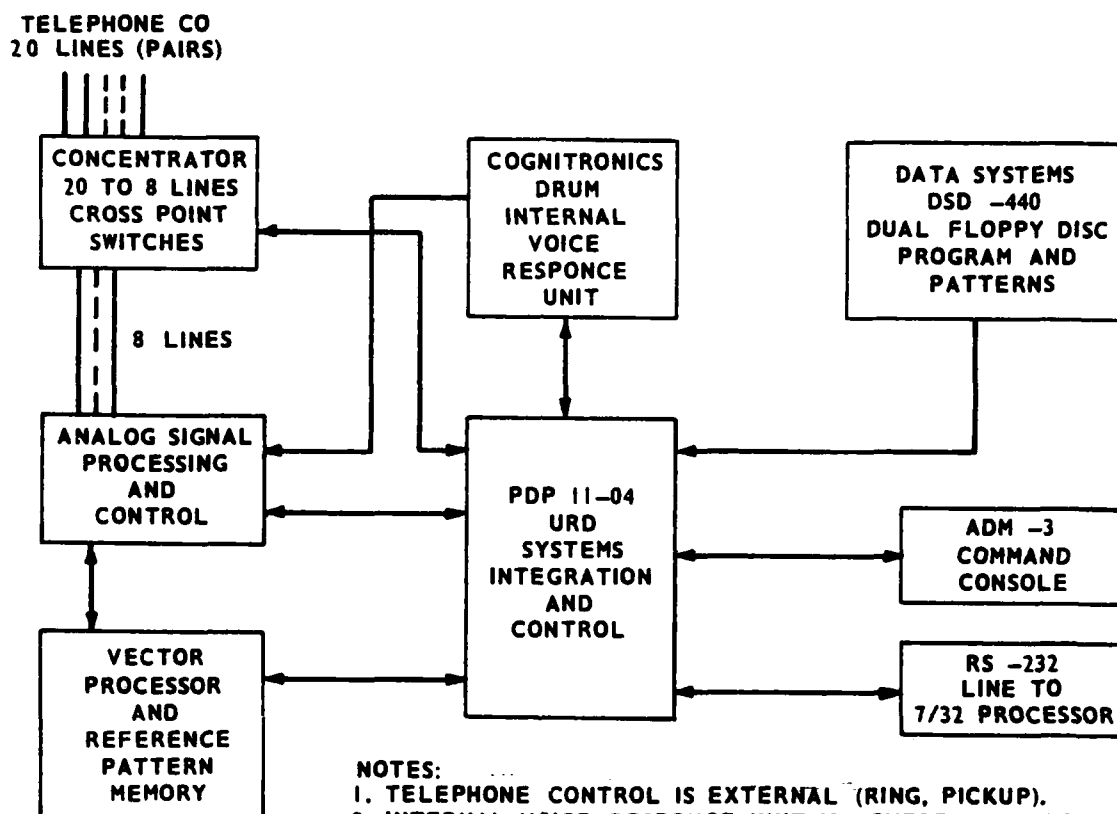 TELEPHONE CO
20 LINES (PAIRS)
CONCENTRATOR
20 TO 8 LINES
CROSS POINT
SWITCHES
8 LINES
ANALOG SIGNAL
PROCESSING
AND
CONTROL
VECTOR
PROCESSOR
AND
REFERENCE
PATTERN
MEMORY
COGNITRONICS
DRUM
INTERNAL
VOICE
RESPONCE
UNIT
PDP 11-04
URD
SYSTEMS
INTEGRATION
AND
CONTROL
DATA SYSTEMS
DSD -440
DUAL FLOPPY DISC
PROGRAM AND
PATTERNS
ADM -3
COMMAND
CONSOLE
RS -232
LINE TO
7/32 PROCESSOR
NOTES:
1. TELEPHONE CONTROL IS EXTERNAL (RING, PICKUP).